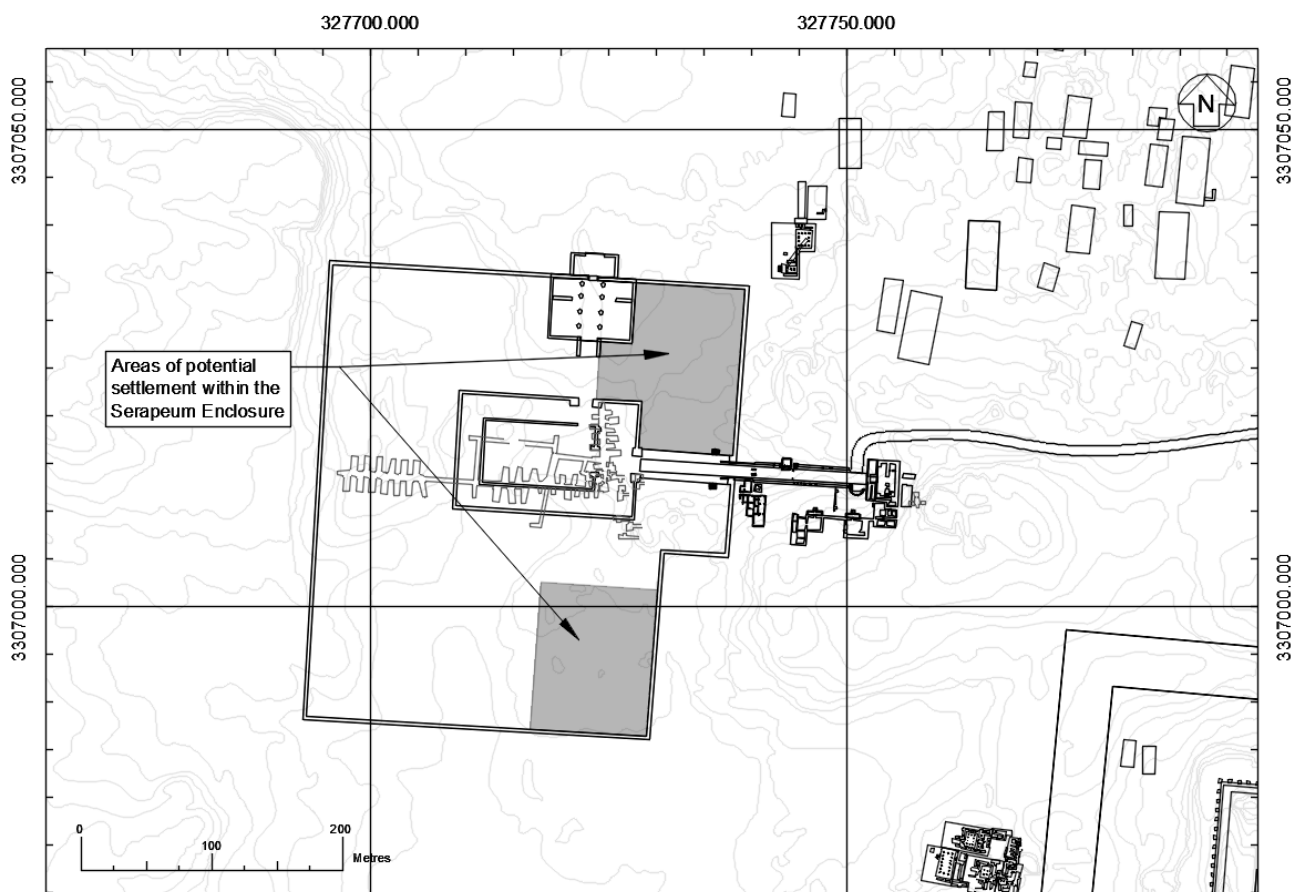 327700.000
327750.000
3307050.000
3307050.000
N
Areas of potential
settlement within the
Serapeum Enclosure
3307000.000
3307000.000
0
100
200
Metres